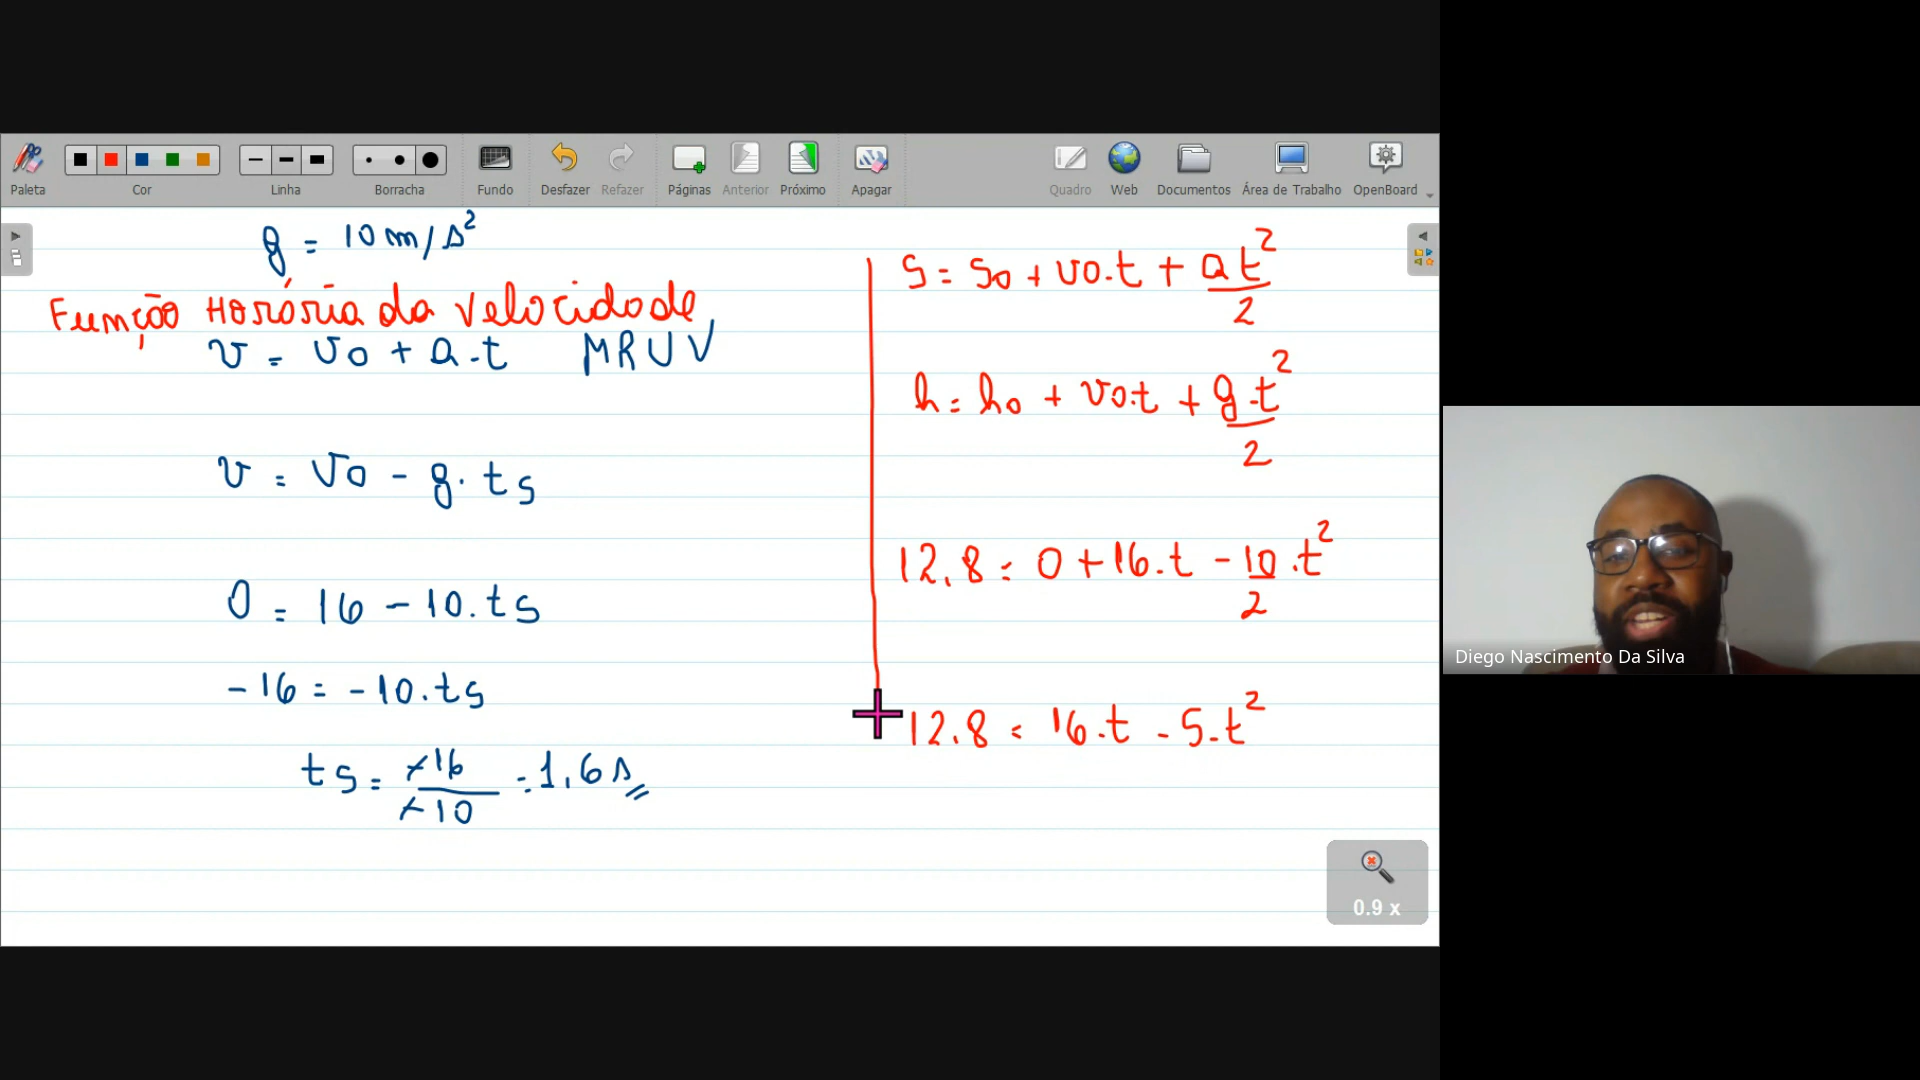 Paleta
Cor
Linha
Borracha
Fundo
Desfazer
Refazer
Páginas
Anterior
Próximo
Apagar
Quadro
Web
Documentos
Área de Trabalho
OpenBoard
g = 10 m/s²
Função Horória da velocidade
v = vo + a.t MRUV
v = vo - g. ts
0 = 16 - 10.ts
-16 = -10.ts
ts = -16/-10 = 1,6 s
s = so + vo.t + at²/2
h = ho + vo.t + g.t²/2
12,8 = 0 + 16.t - 10/2 .t²
12,8 = 16.t - 5.t²
0.9 x
Diego Nascimento Da Silva